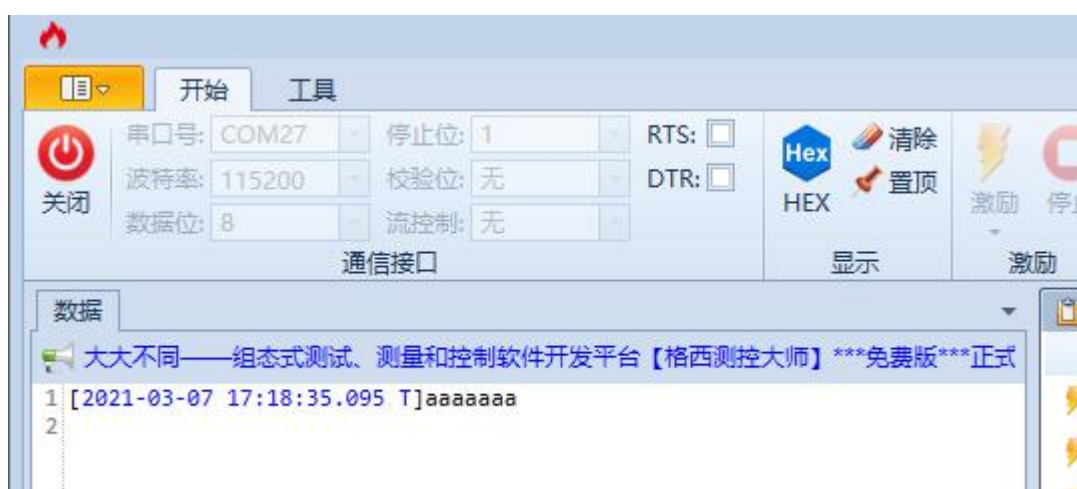 开始 工具
串口号: COM27 停止位: 1 RTS: Hex 清除
波特率: 115200 校验位: 无 DTR: 置顶
关闭 HEX 激励
数据位: 8 流控制: 无
通信接口 显示 激励
数据
大大不同——组态式测试、测量和控制软件开发平台【格西测控大师】***免费版***正式
1 [2021-03-07 17:18:35.095 T]aaaaaaa
2